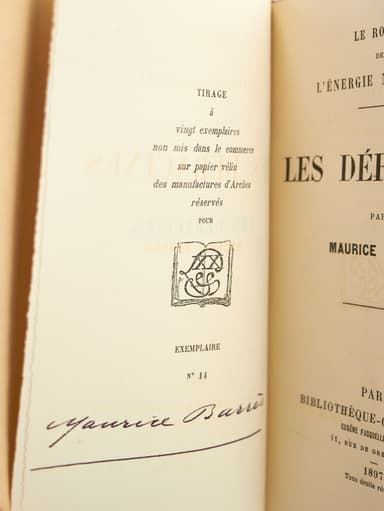 TIRAGE
à
vingt exemplaires
non mis dans le commerce
sur papier vélin
des manufactures d'Arches
réservés
POUR
EXEMPLAIRE
N° 14
Maurice Barrès
LE RO
DE
L'ÉNERGIE N
LES DÉR
PAR
MAURICE
PAR
BIBLIOTHÈQUE-C
EUGÈNE FASQUELLE
11, RUE DE GRE
1897
Tous droits rés